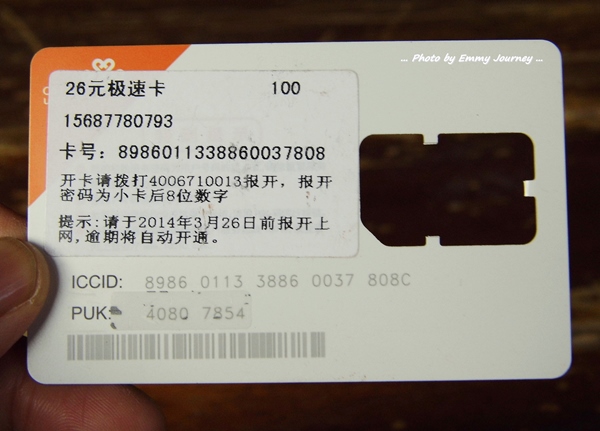 ... Photo by Emmy Journey ...
26元极速卡 100
15687780793
卡号：8986011338860037808
开卡请拨打4006710013报开，报开
密码为小卡后8位数字
提示:请于2014年3月26日前报开上
网,逾期将自动开通。
ICCID: 8986 0113 3886 0037 808C
PUK: 4080 7854